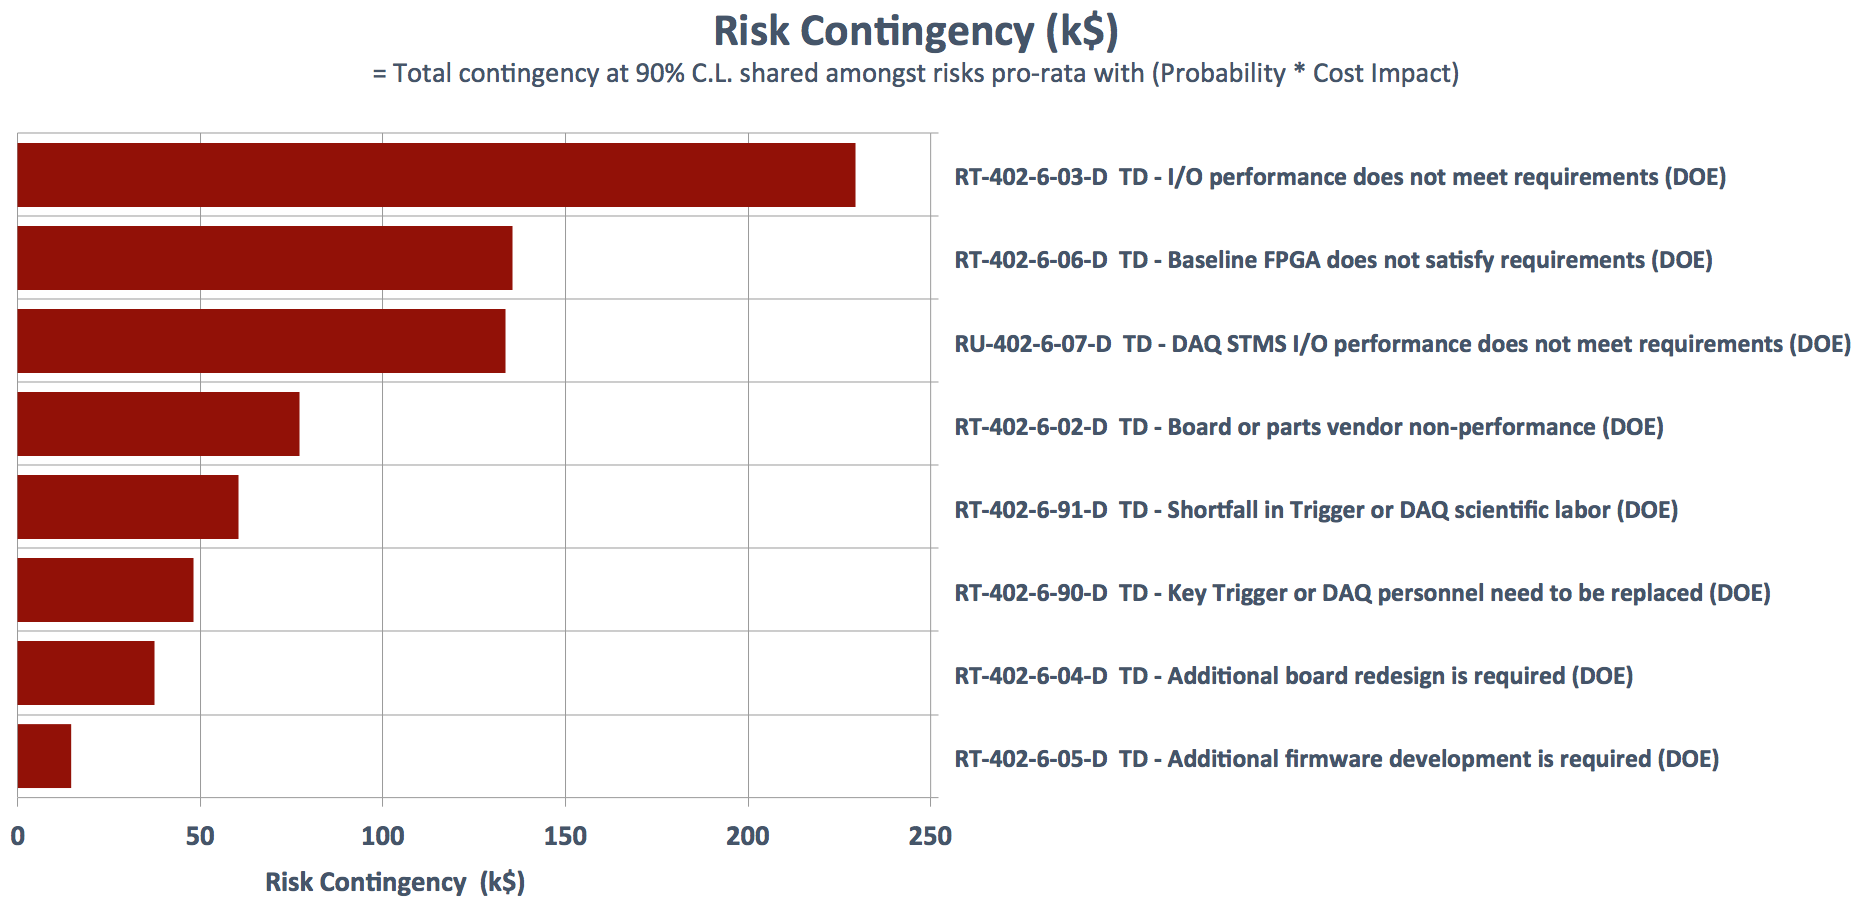 Risk Contingency (k$)
= Total contingency at 90% C.L. shared amongst risks pro-rata with (Probability * Cost Impact)
RT-402-6-03-D TD - I/O performance does not meet requirements (DOE)
RT-402-6-06-D TD - Baseline FPGA does not satisfy requirements (DOE)
RU-402-6-07-D TD - DAQ STMS I/O performance does not meet requirements (DOE)
RT-402-6-02-D TD - Board or parts vendor non-performance (DOE)
RT-402-6-91-D TD - Shortfall in Trigger or DAQ scientific labor (DOE)
RT-402-6-90-D TD - Key Trigger or DAQ personnel need to be replaced (DOE)
RT-402-6-04-D TD - Additional board redesign is required (DOE)
RT-402-6-05-D TD - Additional firmware development is required (DOE)
0 50 100 150 200 250
Risk Contingency (k$)